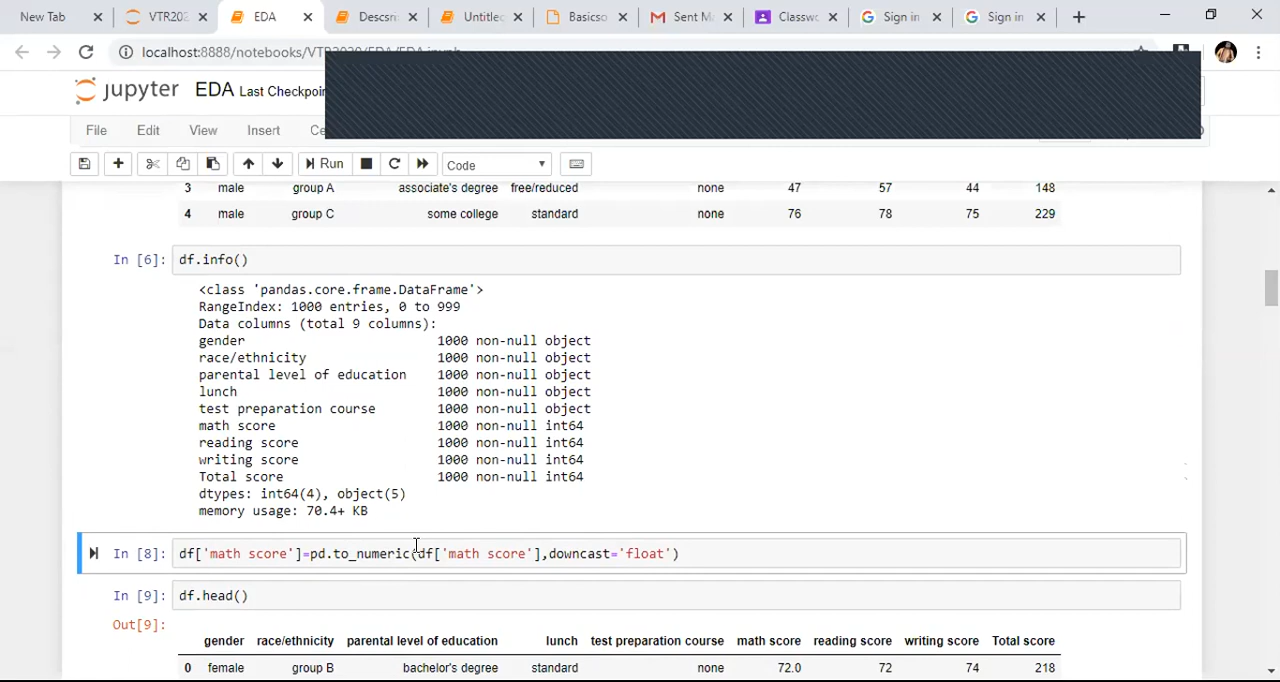 New Tab
VTR202
EDA
Descsm
Untitlec
Basicso
Sent M
Classwo
Sign in
Sign in
localhost:8888/notebooks/VTR2020/EDA/EDA.ipynb
jupyter EDA Last Checkpoin
File Edit View Insert Ce
Run Code
3 male group A associate's degree free/reduced none 47 57 44 148
4 male group C some college standard none 76 78 75 229
In [6]: df.info()
<class 'pandas.core.frame.DataFrame'>
RangeIndex: 1000 entries, 0 to 999
Data columns (total 9 columns):
gender 1000 non-null object
race/ethnicity 1000 non-null object
parental level of education 1000 non-null object
lunch 1000 non-null object
test preparation course 1000 non-null object
math score 1000 non-null int64
reading score 1000 non-null int64
writing score 1000 non-null int64
Total score 1000 non-null int64
dtypes: int64(4), object(5)
memory usage: 70.4+ KB
In [8]: df['math score']=pd.to_numeric(df['math score'],downcast='float')
In [9]: df.head()
Out[9]:
gender race/ethnicity parental level of education lunch test preparation course math score reading score writing score Total score
0 female group B bachelor's degree standard none 72.0 72 74 218